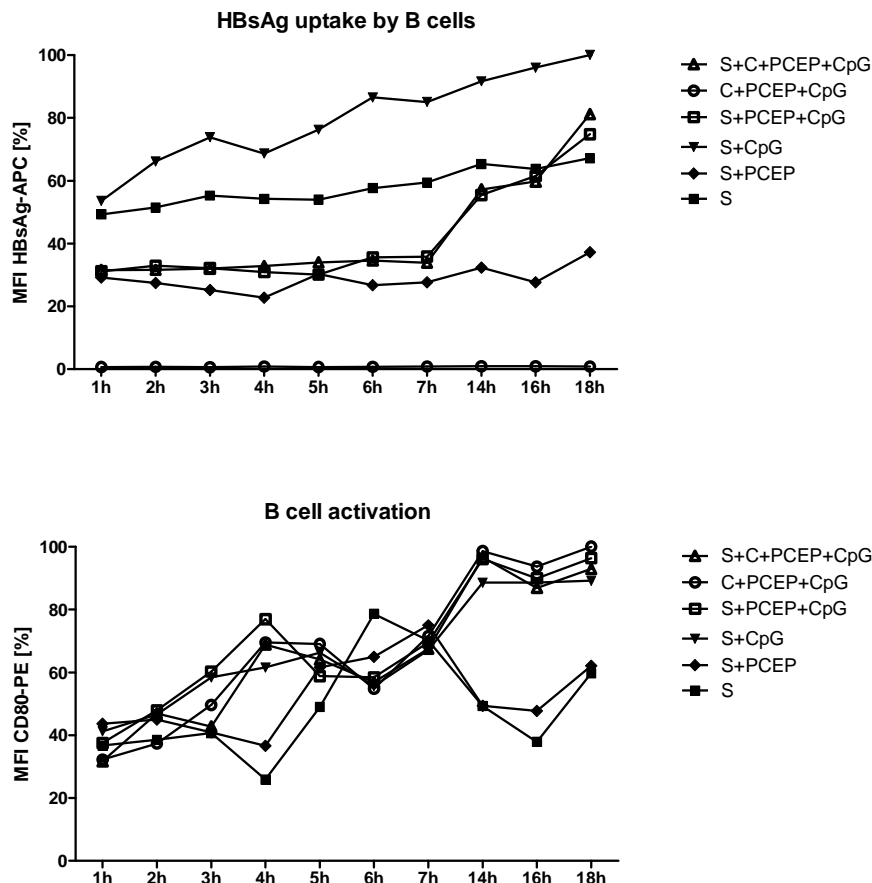 HBsAg uptake by B cells
MFI HBsAg-APC [%]
100
80
60
40
20
0
1h 2h 3h 4h 5h 6h 7h 14h 16h 18h
S+C+PCEP+CpG
C+PCEP+CpG
S+PCEP+CpG
S+CpG
S+PCEP
S
B cell activation
MFI CD80-PE [%]
100
80
60
40
20
0
1h 2h 3h 4h 5h 6h 7h 14h 16h 18h
S+C+PCEP+CpG
C+PCEP+CpG
S+PCEP+CpG
S+CpG
S+PCEP
S